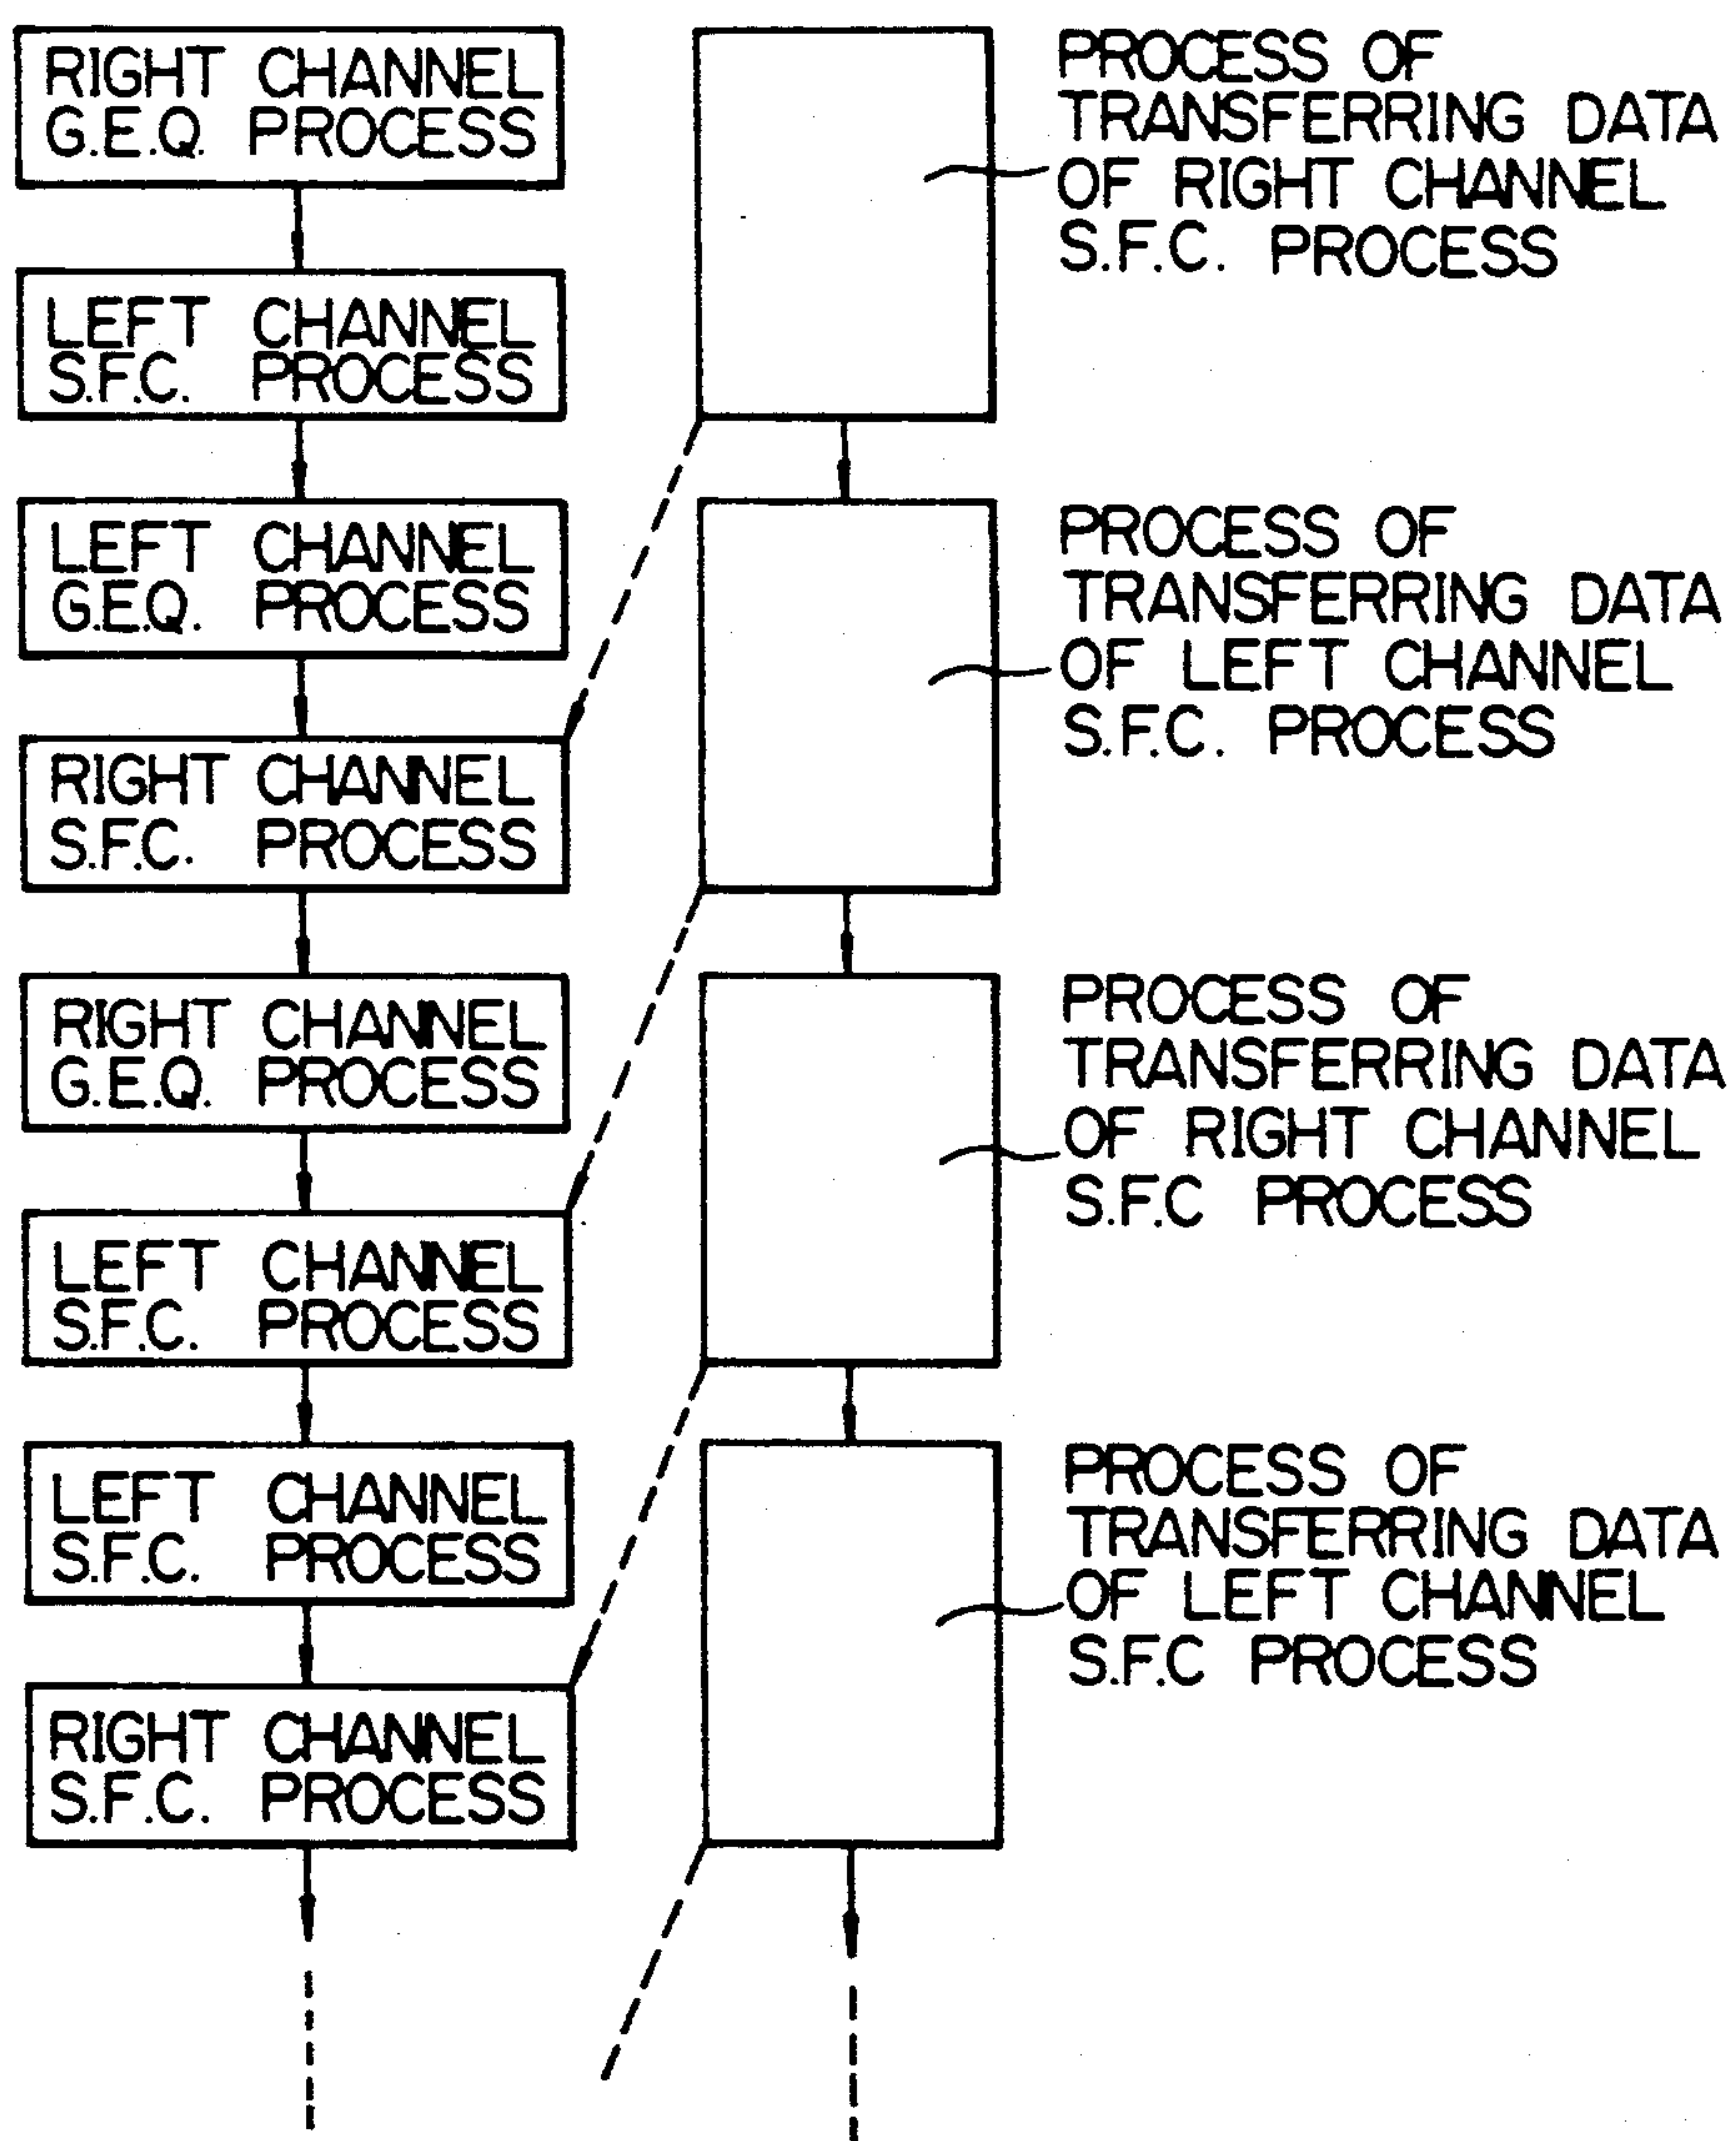 RIGHT CHANNEL
G.E.Q. PROCESS
LEFT CHANNEL
S.F.C. PROCESS
LEFT CHANNEL
G.E.Q. PROCESS
RIGHT CHANNEL
S.F.C. PROCESS
RIGHT CHANNEL
G.E.Q. PROCESS
LEFT CHANNEL
S.F.C. PROCESS
LEFT CHANNEL
S.F.C. PROCESS
RIGHT CHANNEL
S.F.C. PROCESS
PROCESS OF
TRANSFERRING DATA
OF RIGHT CHANNEL
S.F.C. PROCESS
PROCESS OF
TRANSFERRING DATA
OF LEFT CHANNEL
S.F.C. PROCESS
PROCESS OF
TRANSFERRING DATA
OF RIGHT CHANNEL
S.F.C PROCESS
PROCESS OF
TRANSFERRING DATA
OF LEFT CHANNEL
S.F.C PROCESS